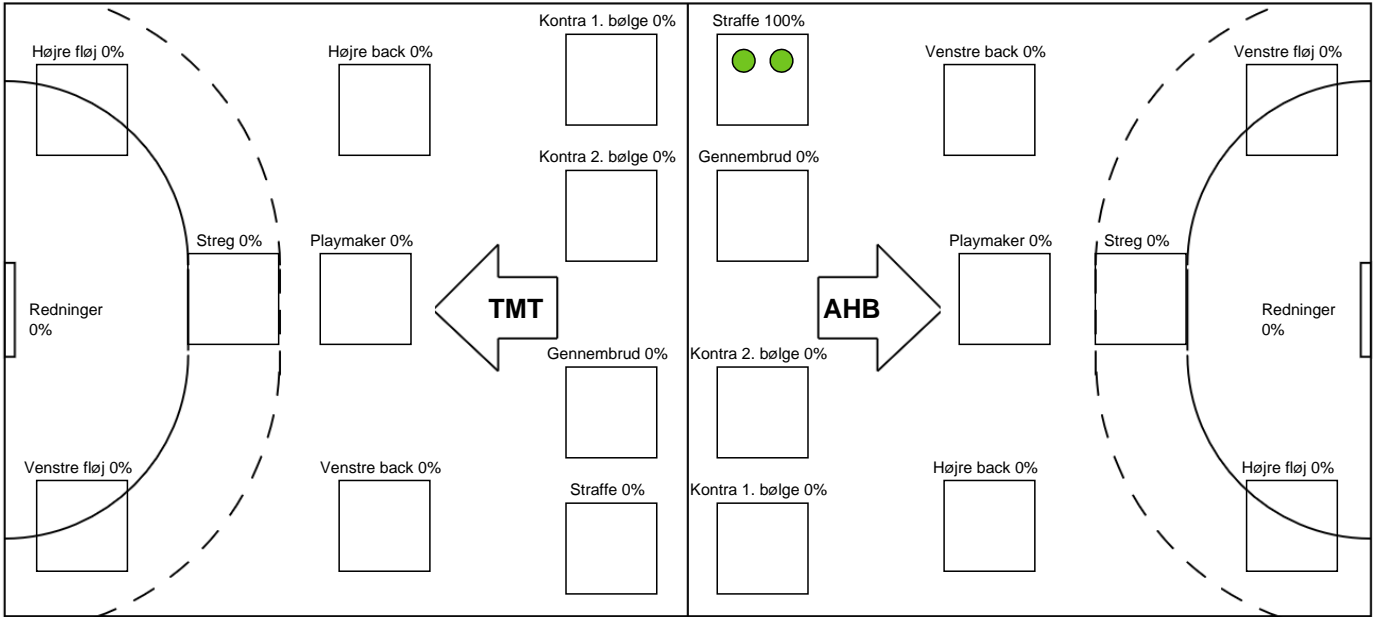 Kontra 1. bølge 0%
Straffe 100%
Højre fløj 0%
Højre back 0%
Venstre back 0%
Venstre fløj 0%
Kontra 2. bølge 0%
Gennembrud 0%
Streg 0%
Playmaker 0%
Playmaker 0%
Streg 0%
Redninger
0%
TMT
AHB
Redninger
0%
Gennembrud 0%
Kontra 2. bølge 0%
Venstre fløj 0%
Venstre back 0%
Højre back 0%
Højre fløj 0%
Straffe 0%
Kontra 1. bølge 0%